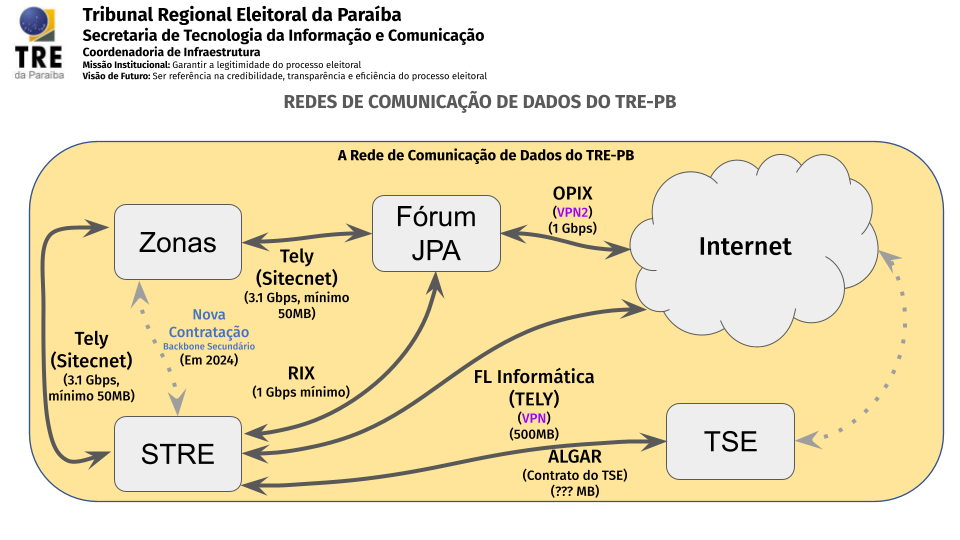 TRE
da Paraíba
Tribunal Regional Eleitoral da Paraíba
Secretaria de Tecnologia da Informação e Comunicação
Coordenadoria de Infraestrutura
Missão Institucional: Garantir a legitimidade do processo eleitoral
Visão de Futuro: Ser referência na credibilidade, transparência e eficiência do processo eleitoral
REDES DE COMUNICAÇÃO DE DADOS DO TRE-PB
A Rede de Comunicação de Dados do TRE-PB
Zonas
Tely
(Sitecnet)
(3.1 Gbps, mínimo
50MB)
Fórum
JPA
OPIX
(VPN2)
(1 Gbps)
Internet
Tely
(Sitecnet)
(3.1 Gbps,
mínimo 50MB)
Nova
Contratação
Backbone Secundário
(Em 2024)
RIX
(1 Gbps mínimo)
FL Informática
(TELY)
(VPN)
(500MB)
STRE
ALGAR
(Contrato do TSE)
(??? MB)
TSE